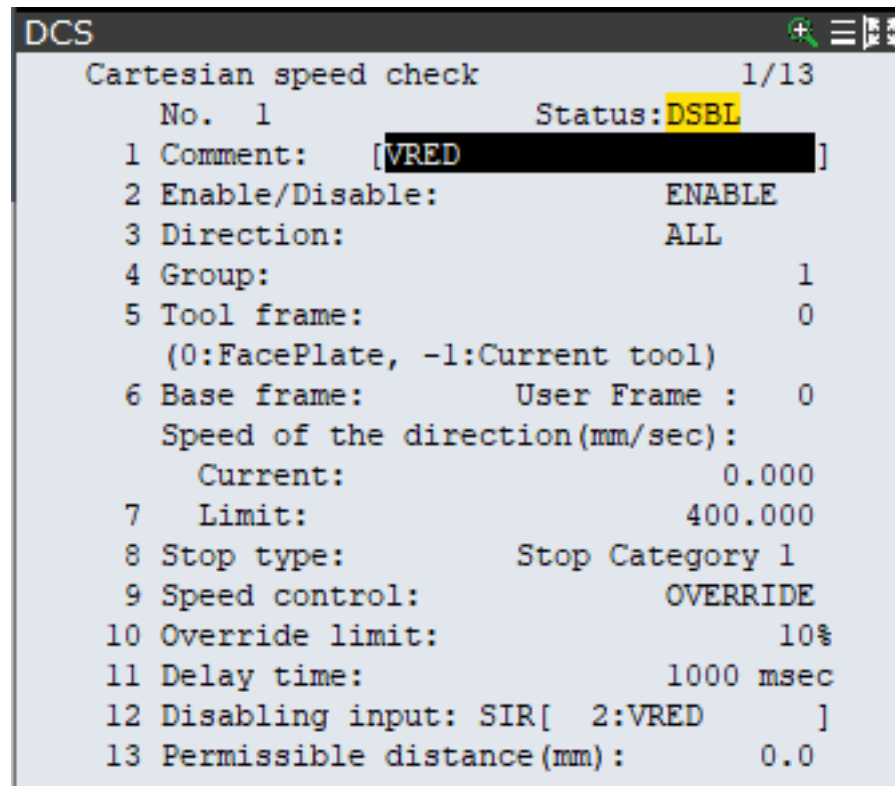 DCS
Cartesian speed check 1/13
No. 1 Status:DSBL
1 Comment: [VRED ]
2 Enable/Disable: ENABLE
3 Direction: ALL
4 Group: 1
5 Tool frame: 0
(0:FacePlate, -1:Current tool)
6 Base frame: User Frame : 0
Speed of the direction(mm/sec):
Current: 0.000
7 Limit: 400.000
8 Stop type: Stop Category 1
9 Speed control: OVERRIDE
10 Override limit: 10%
11 Delay time: 1000 msec
12 Disabling input: SIR[ 2:VRED ]
13 Permissible distance(mm): 0.0